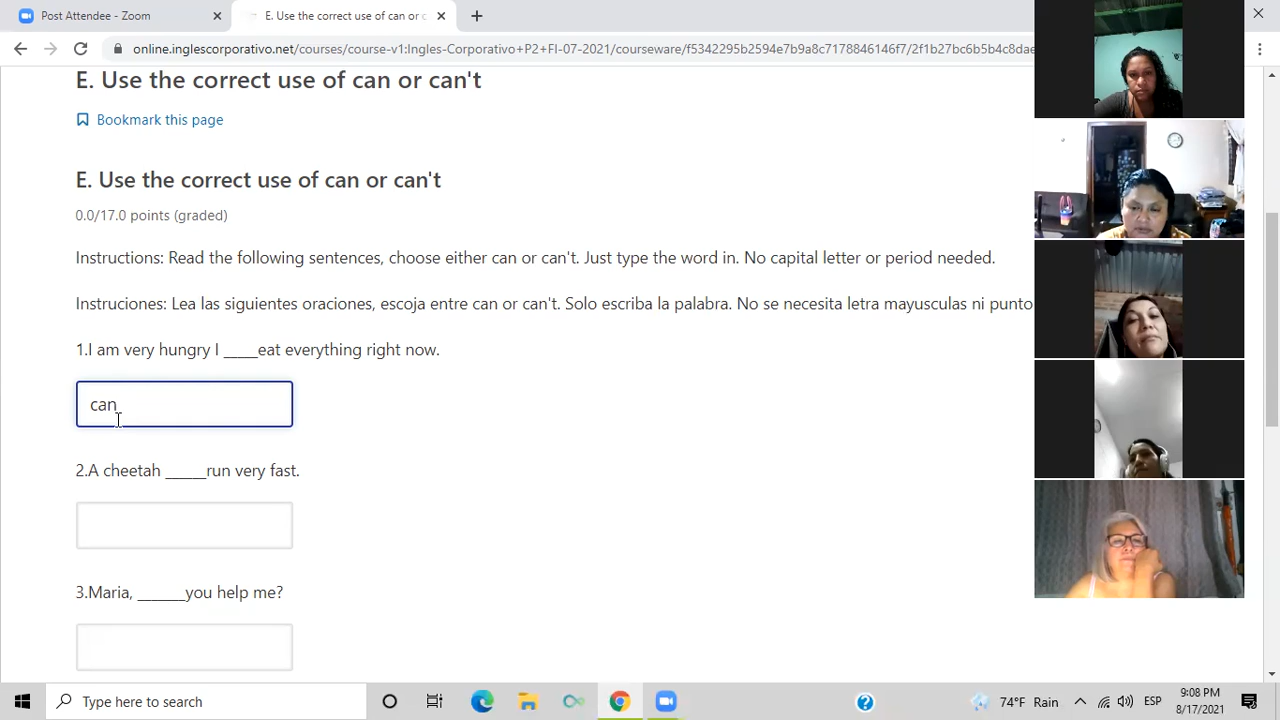 Post Attendee - Zoom
E. Use the correct use of can or c
online.inglescorporativo.net/courses/course-v1:Ingles-Corporativo+P2+FI-07-2021/courseware/f5342295b2594e7b9a8c7178846146f7/2f1b27bc6b5b4c8dae
E. Use the correct use of can or can't
Bookmark this page
E. Use the correct use of can or can't
0.0/17.0 points (graded)
Instructions: Read the following sentences, choose either can or can't. Just type the word in. No capital letter or period needed.
Instruciones: Lea las siguientes oraciones, escoja entre can or can't. Solo escriba la palabra. No se necesita letra mayusculas ni punto
1.I am very hungry I ____eat everything right now.
can
2.A cheetah _____run very fast.
3.Maria, ______you help me?
Type here to search
74°F Rain
ESP
9:08 PM
8/17/2021